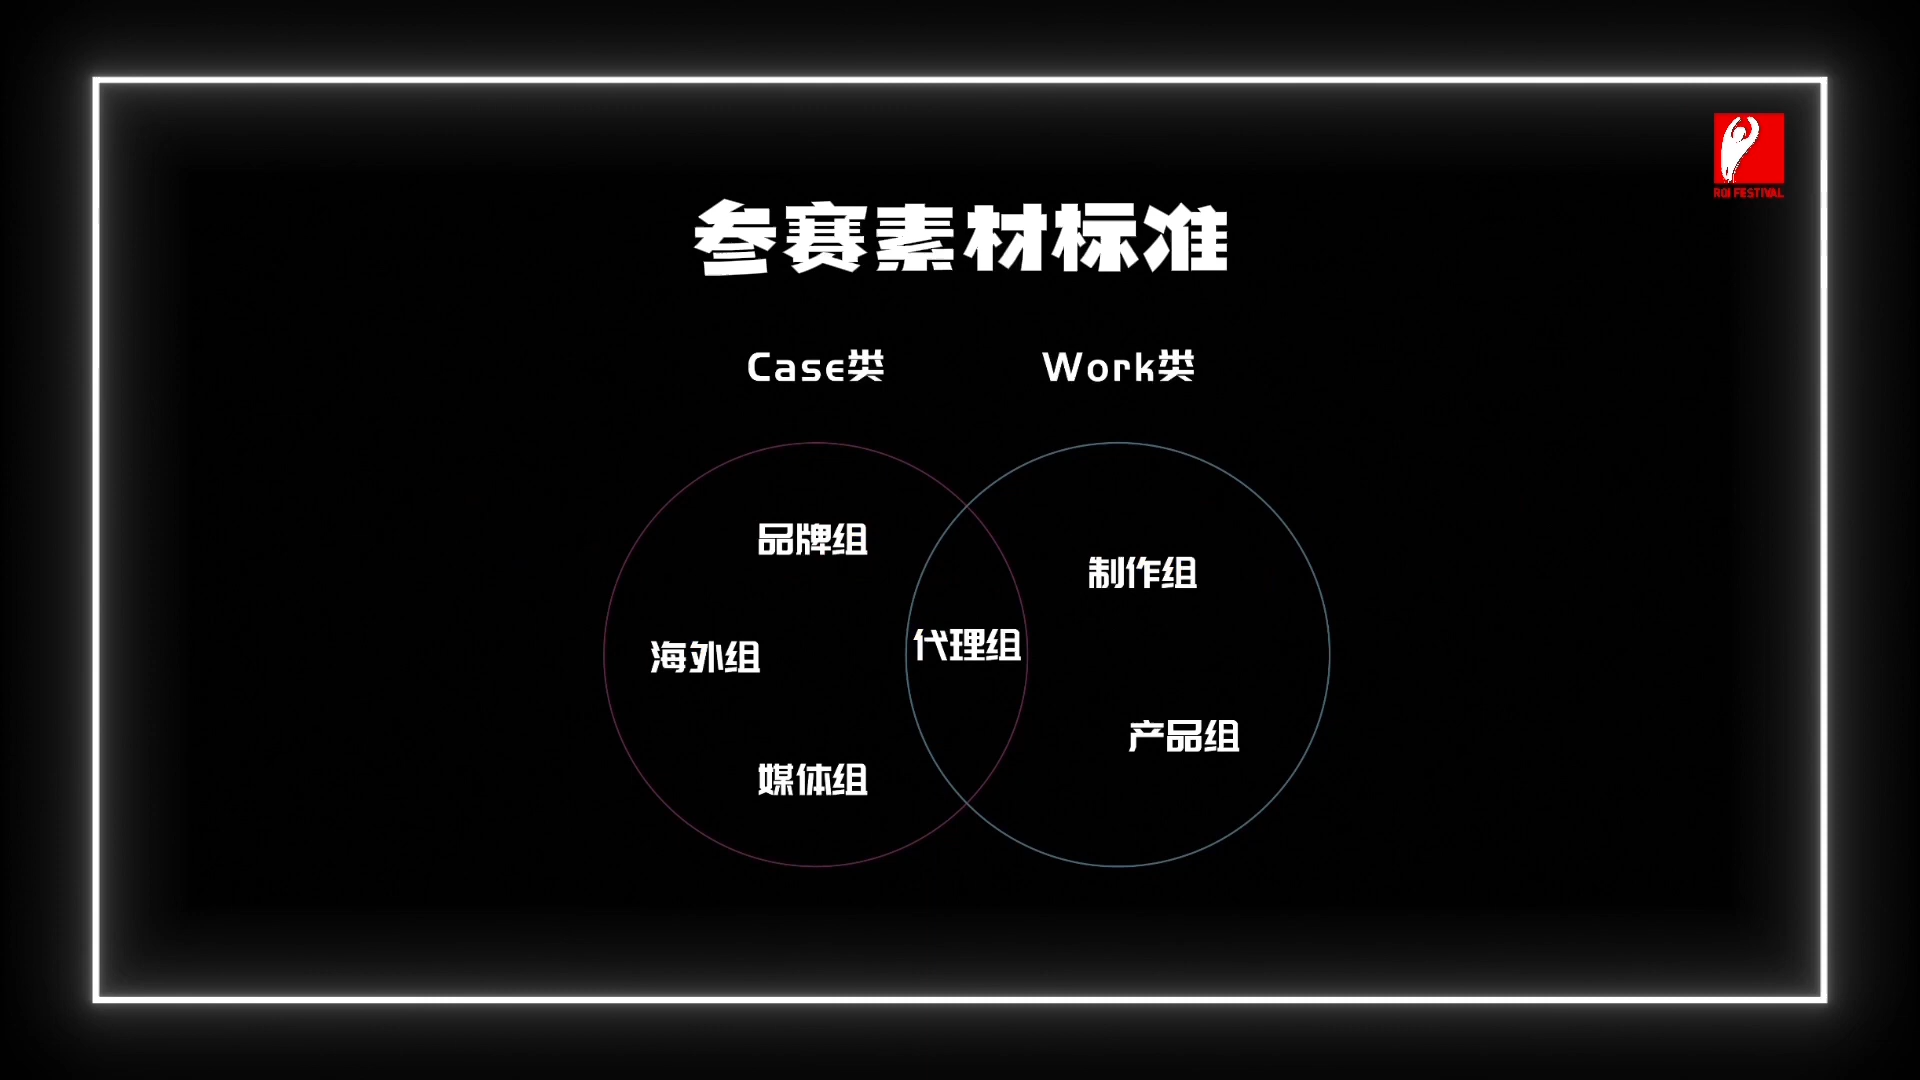 ROI FESTIVAL
参赛素材标准
Case类
Work类
品牌组
制作组
代理组
海外组
产品组
媒体组